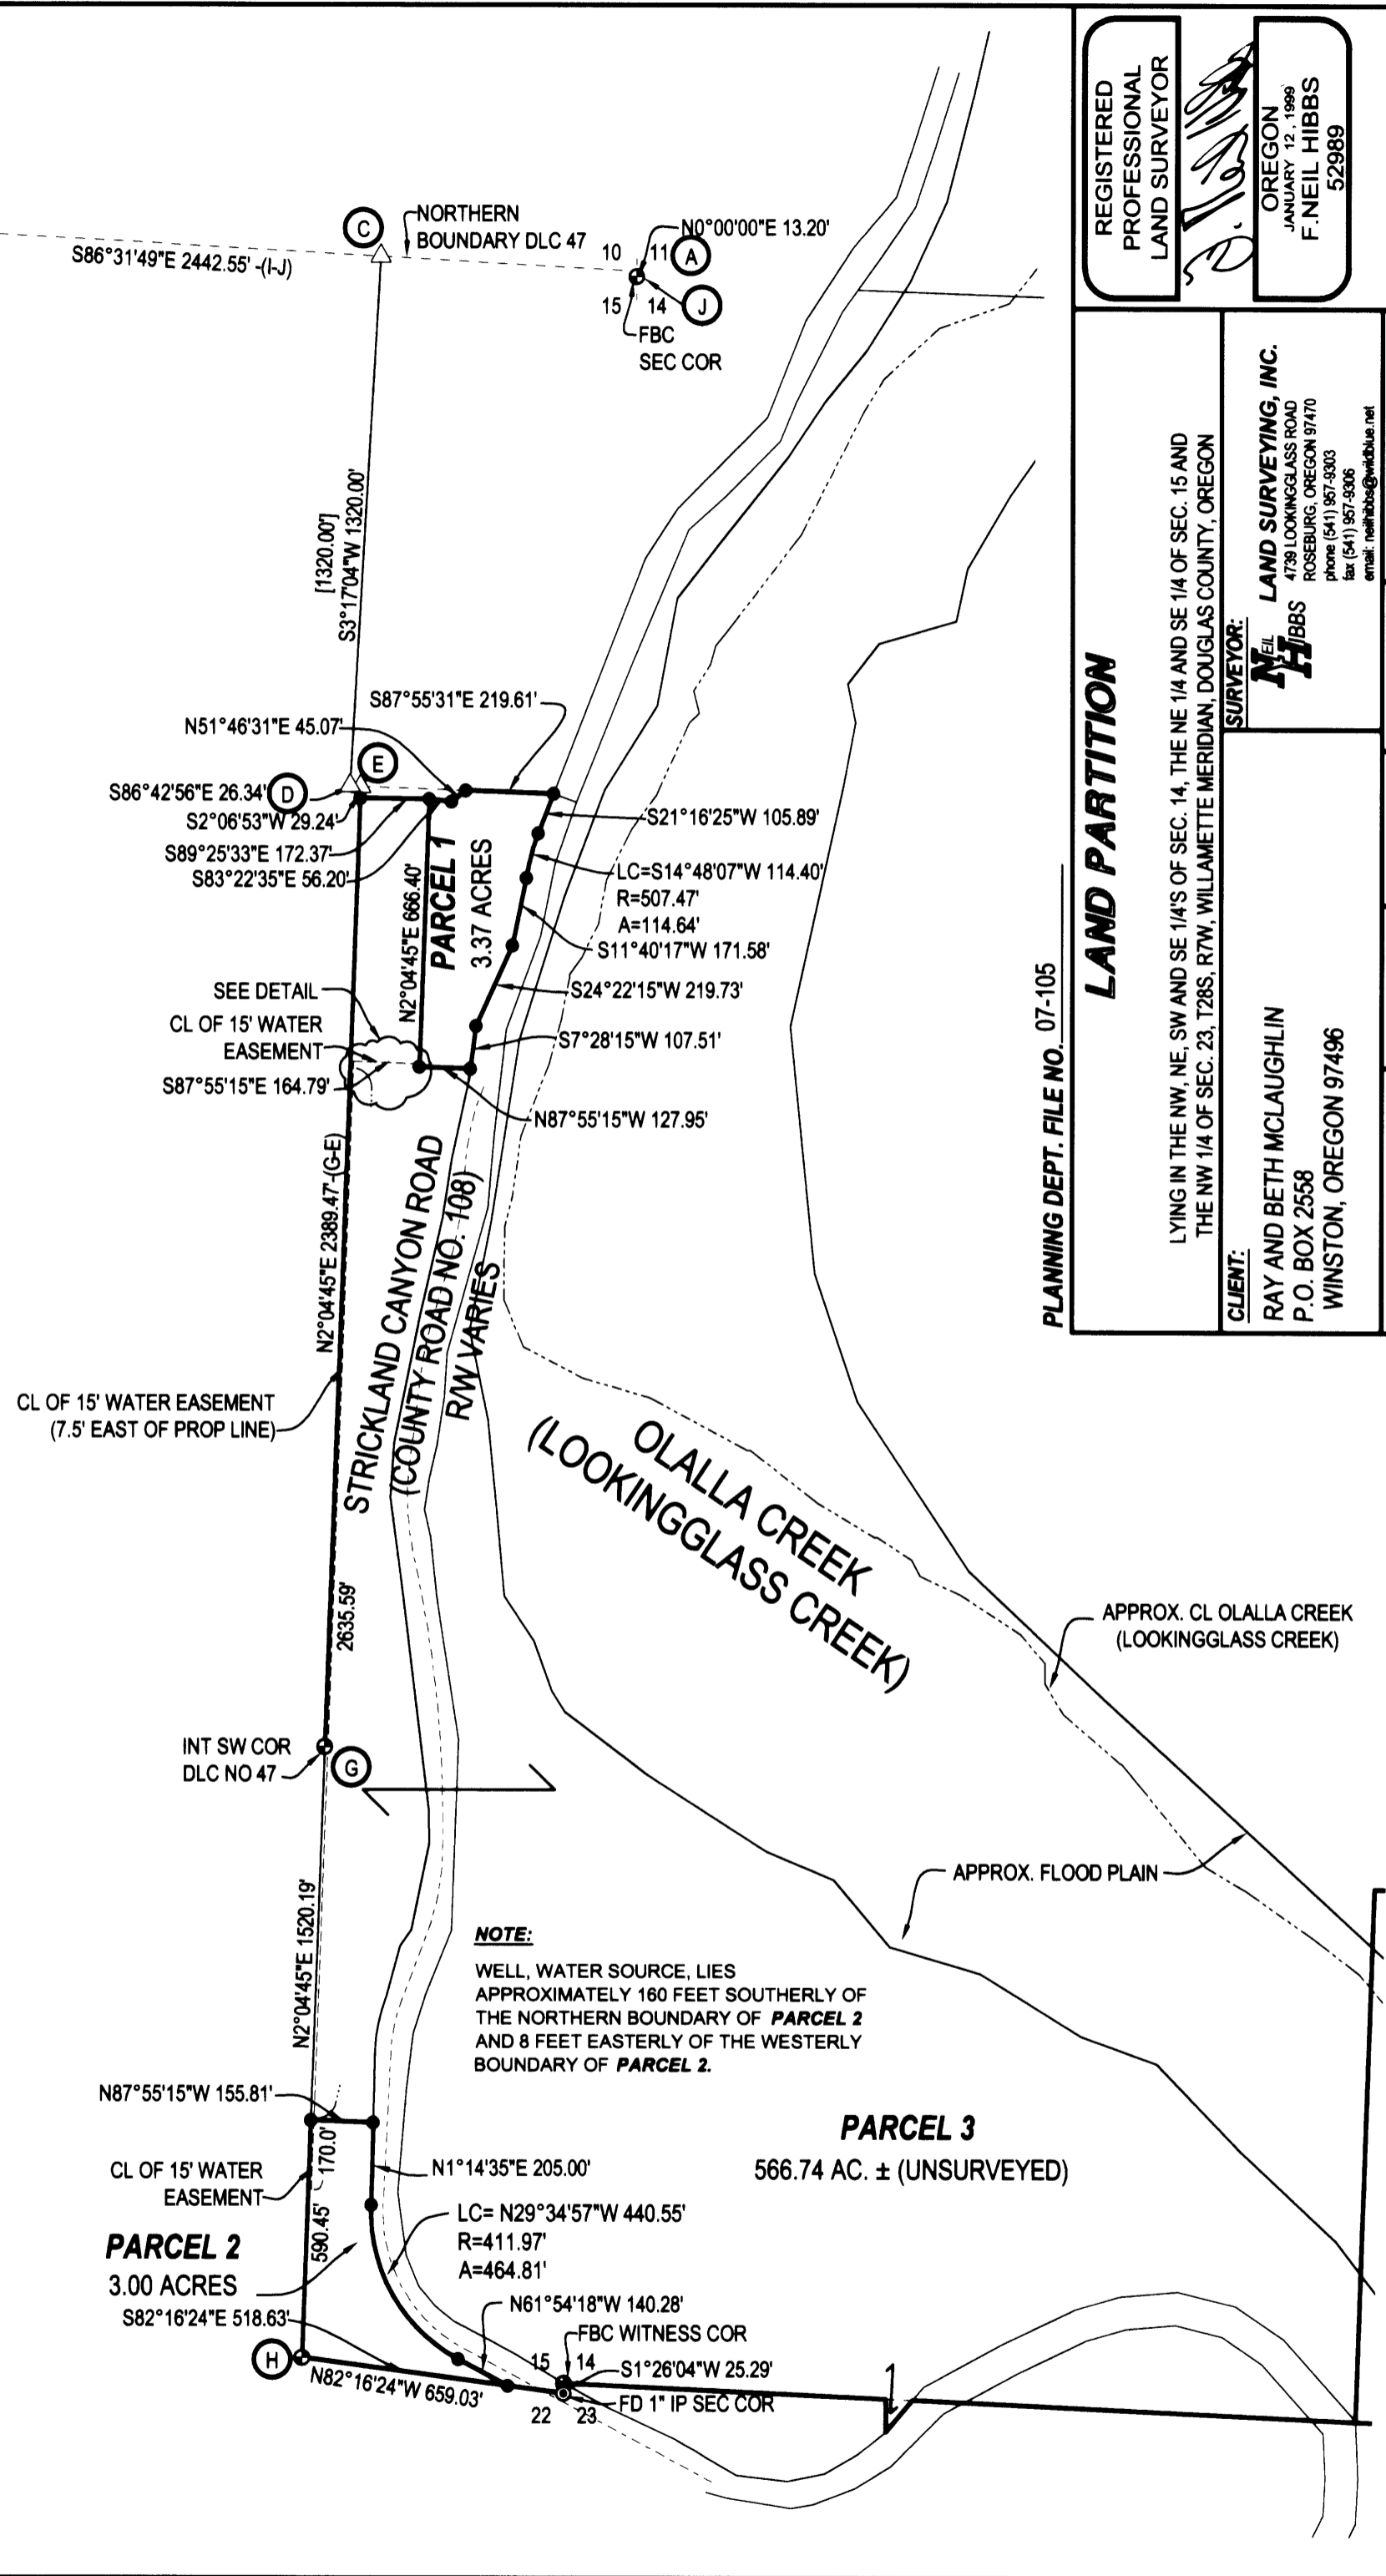 NORTHERN
BOUNDARY DLC 47
C
S86°31'49"E 2442.55' -(I-J)
N0°00'00"E 13.20'
10
11
A
15
14
J
FBC
SEC COR
[1320.00']
S3°17'04"W 1320.00'
S87°55'31"E 219.61'
N51°46'31"E 45.07'
E
S86°42'56"E 26.34'
D
S2°06'53"W 29.24'
S89°25'33"E 172.37'
S83°22'35"E 56.20'
S21°16'25"W 105.89'
LC=S14°48'07"W 114.40'
R=507.47'
A=114.64'
S11°40'17"W 171.58'
S24°22'15"W 219.73'
S7°28'15"W 107.51'
N2°04'45"E 666.40'
PARCEL 1
3.37 ACRES
SEE DETAIL
CL OF 15' WATER
EASEMENT
S87°55'15"E 164.79'
N87°55'15"W 127.95'
N2°04'45"E 2389.47'-(G-E)
STRICKLAND CANYON ROAD
(COUNTY ROAD NO. 108)
R/W VARIES
CL OF 15' WATER EASEMENT
(7.5' EAST OF PROP LINE)
OLALLA CREEK
(LOOKINGGLASS CREEK)
2635.59'
APPROX. CL OLALLA CREEK
(LOOKINGGLASS CREEK)
INT SW COR
DLC NO 47
G
APPROX. FLOOD PLAIN
N2°04'45"E 1520.19'
NOTE:
WELL, WATER SOURCE, LIES
APPROXIMATELY 160 FEET SOUTHERLY OF
THE NORTHERN BOUNDARY OF PARCEL 2
AND 8 FEET EASTERLY OF THE WESTERLY
BOUNDARY OF PARCEL 2.
N87°55'15"W 155.81'
PARCEL 3
566.74 AC. ± (UNSURVEYED)
170.0'
CL OF 15' WATER
EASEMENT
N1°14'35"E 205.00'
590.45'
LC= N29°34'57"W 440.55'
R=411.97'
A=464.81'
PARCEL 2
3.00 ACRES
S82°16'24"E 518.63'
N61°54'18"W 140.28'
FBC WITNESS COR
15
14
H
S1°26'04"W 25.29'
N82°16'24"W 659.03'
FD 1" IP SEC COR
22
23
1
PLANNING DEPT. FILE NO. 07-105
LAND PARTITION
LYING IN THE NW, NE, SW AND SE 1/4'S OF SEC. 14, THE NE 1/4 AND SE 1/4 OF SEC. 15 AND
THE NW 1/4 OF SEC. 23, T28S, R7W, WILLAMETTE MERIDIAN, DOUGLAS COUNTY, OREGON
CLIENT:
RAY AND BETH MCLAUGHLIN
P.O. BOX 2558
WINSTON, OREGON 97496
SURVEYOR:
NEIL HIBBS
LAND SURVEYING, INC.
4739 LOOKINGGLASS ROAD
ROSEBURG, OREGON 97470
phone (541) 957-9303
fax (541) 957-9306
email: neilhibbs@wildblue.net
REGISTERED
PROFESSIONAL
LAND SURVEYOR
OREGON
JANUARY 12, 1999
F. NEIL HIBBS
52989